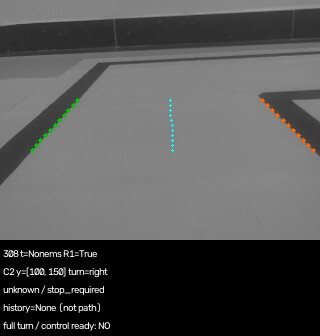 308 t=Nonems R1=True
C2 y=[100, 150] turn=right
unknown / stop_required
history=None (not path)
full turn / control ready: NO